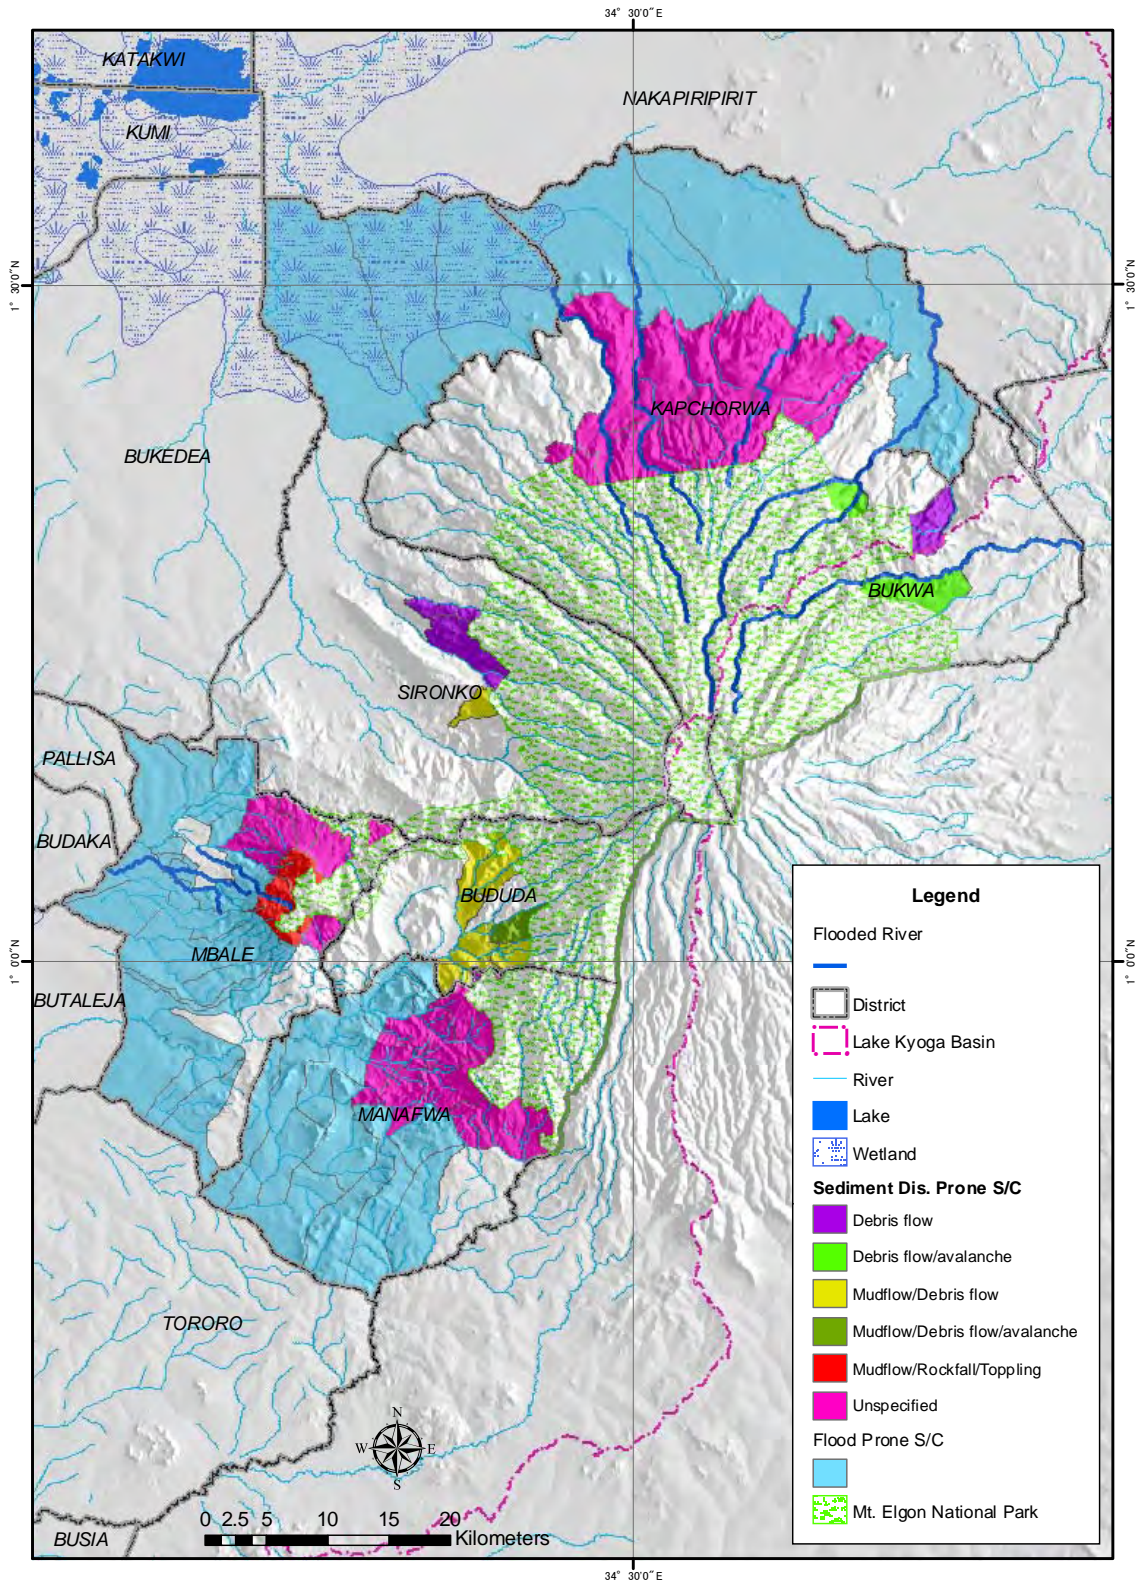 34° 30'0"E
KATAKWI
NAKAPIRIPIRIT
KUMI
1° 30'0"N
1° 30'0"N
KAPCHORWA
BUKEDEA
BUKWA
SIRONKO
PALLISA
BUDAKA
BUDUDA
MBALE
1° 0'0"N
1° 0'0"N
BUTALEJA
MANAFWA
TORORO
BUSIA
N
W
E
S
0 2.5 5 10 15 20
Kilometers
Legend
Flooded River
District
Lake Kyoga Basin
River
Lake
Wetland
Sediment Dis. Prone S/C
Debris flow
Debris flow/avalanche
Mudflow/Debris flow
Mudflow/Debris flow/avalanche
Mudflow/Rockfall/Toppling
Unspecified
Flood Prone S/C
Mt. Elgon National Park
34° 30'0"E